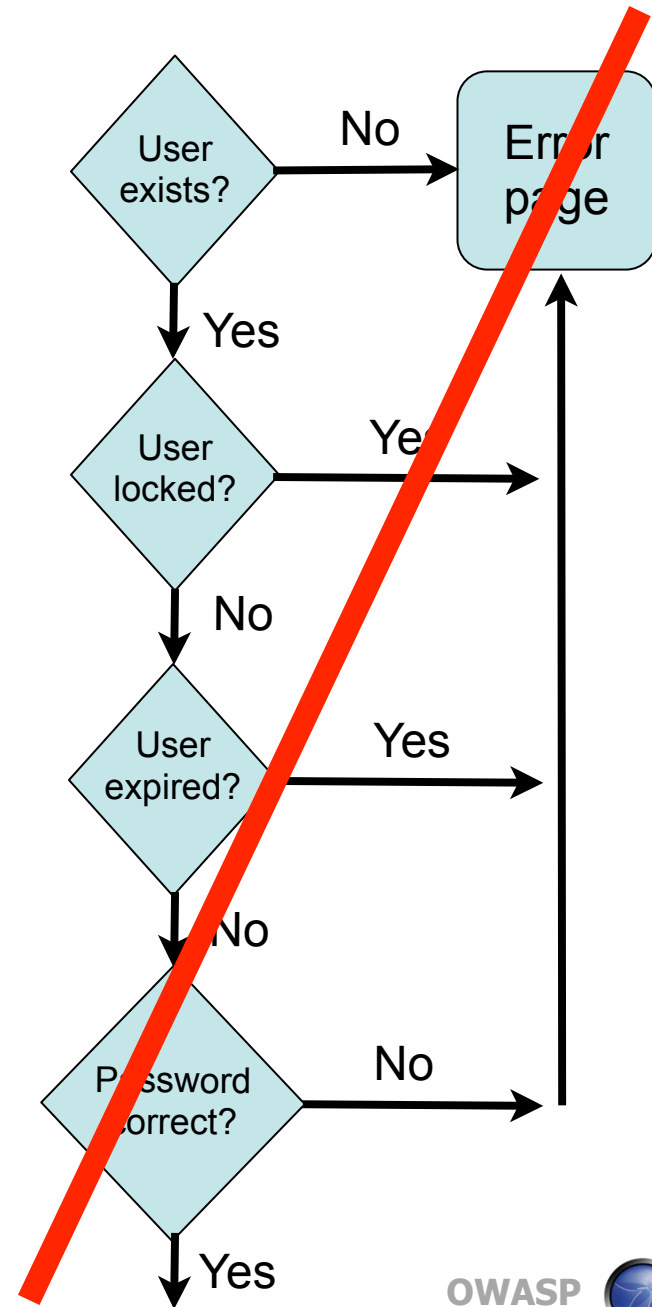 User
exists?
No
Error
page
Yes
User
locked?
Yes
No
User
expired?
Yes
No
Password
correct?
No
Yes
OWASP